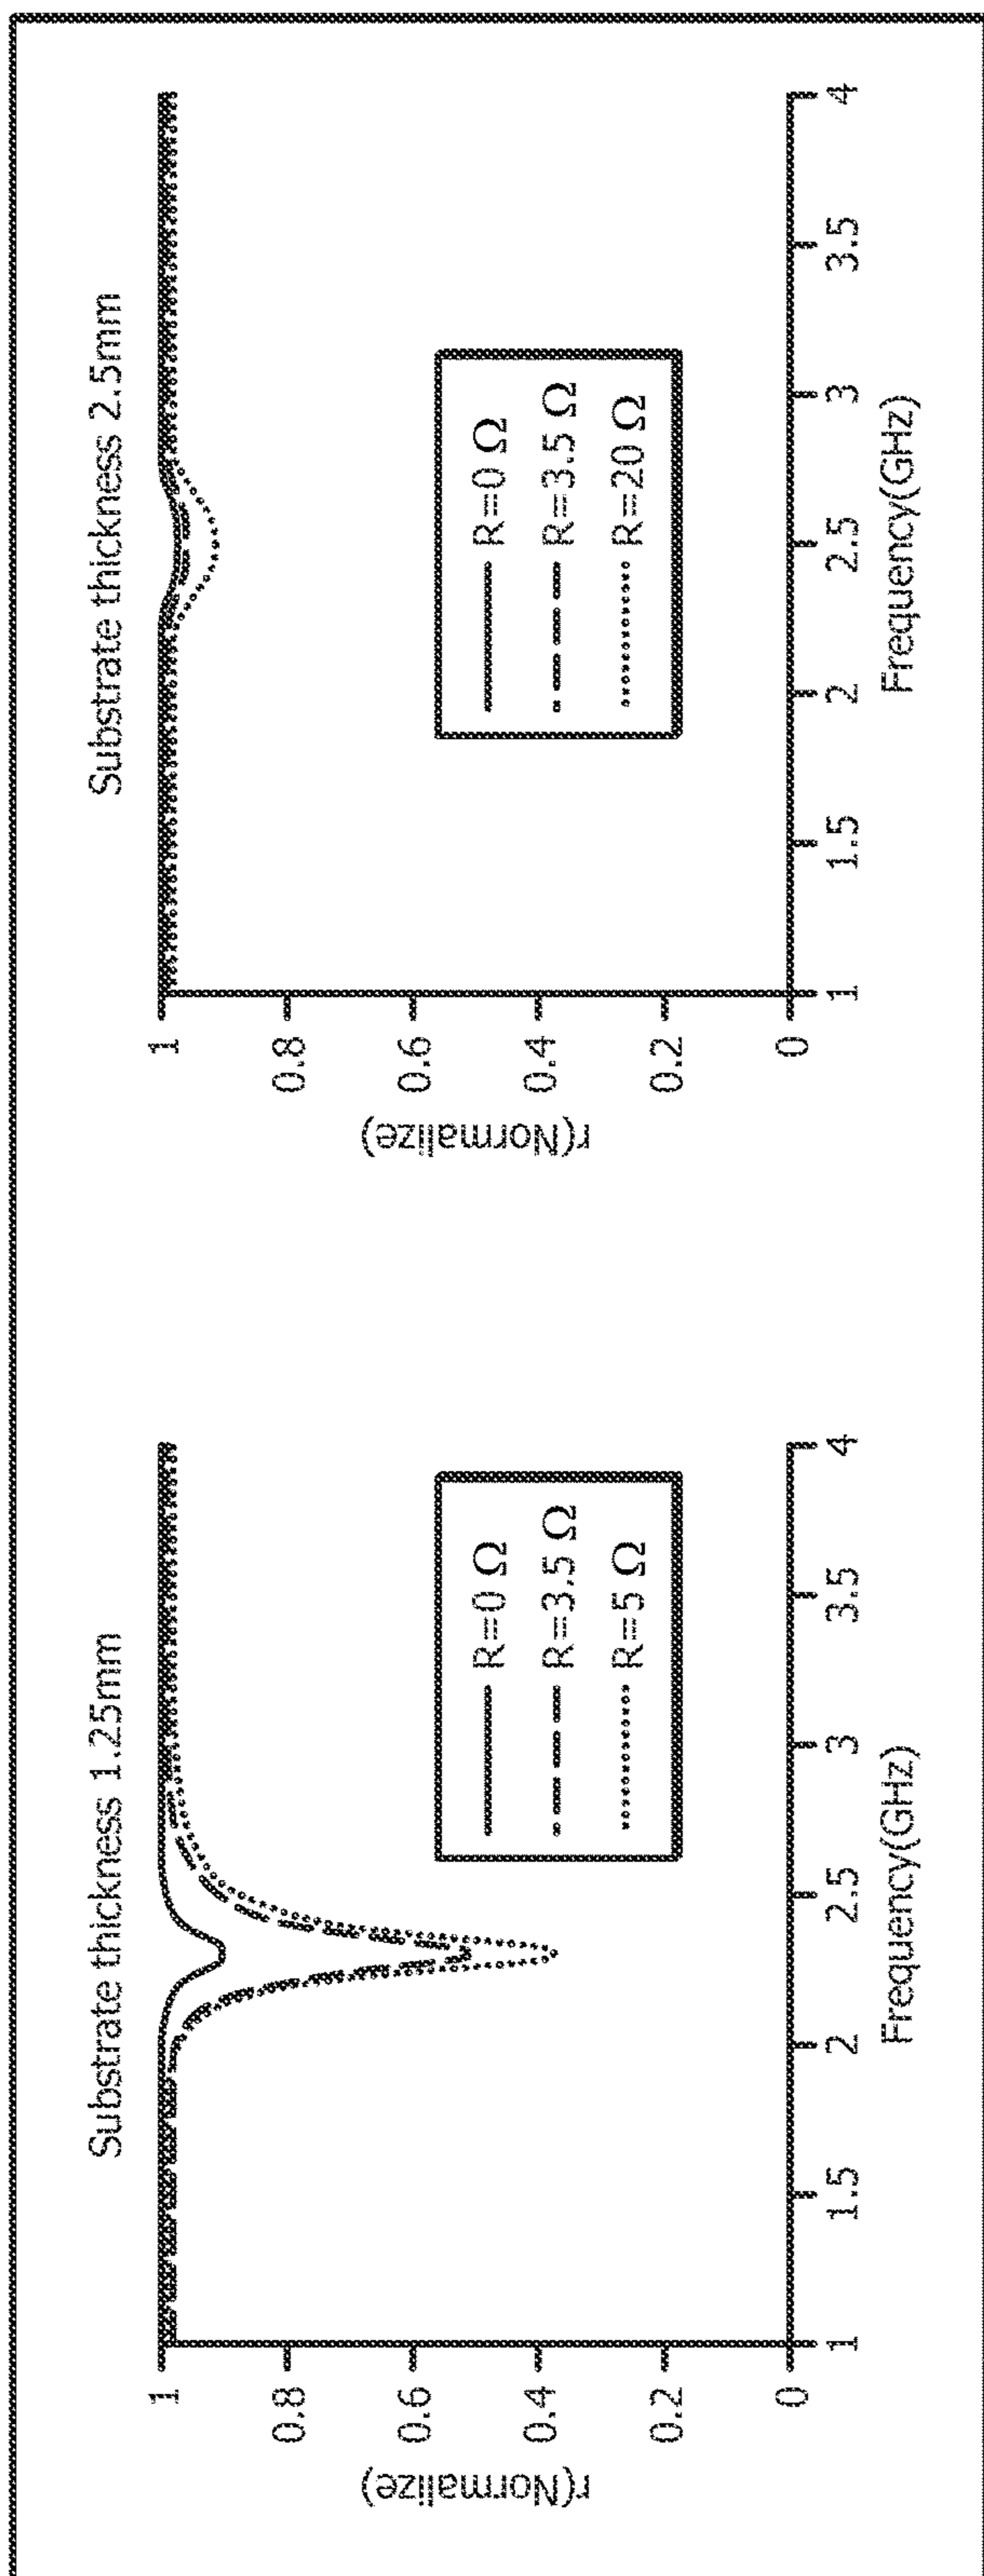 Substrate thickness 1.25mm
r(Normalize)
1
0.8
0.6
0.4
0.2
0
R=0 Ω
R=3.5 Ω
R=5 Ω
1
1.5
2
2.5
3
3.5
4
Frequency(GHz)
Substrate thickness 2.5mm
r(Normalize)
1
0.8
0.6
0.4
0.2
0
R=0 Ω
R=3.5 Ω
R=20 Ω
1
1.5
2
2.5
3
3.5
4
Frequency(GHz)